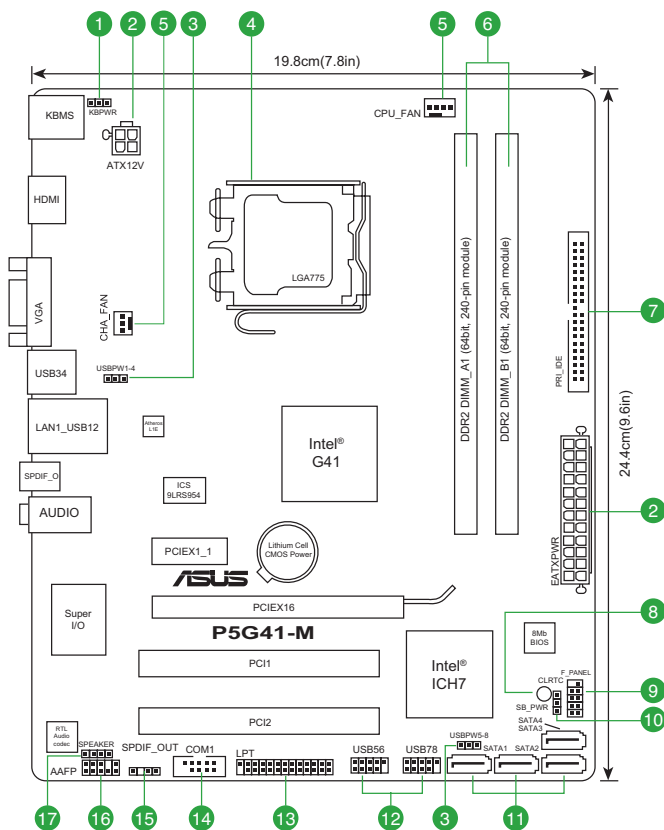 1
2
5
3
4
5
6
19.8cm(7.8in)
KBMS
KBPWR
ATX12V
CPU_FAN
HDMI
LGA775
DDR2 DIMM_A1 (64bit, 240-pin module)
DDR2 DIMM_B1 (64bit, 240-pin module)
VGA
CHA_FAN
5
PRI_IDE
7
USB34
USBPW1-4
3
24.4cm(9.6in)
LAN1_USB12
Atheros
L1E
Intel®
G41
SPDIF_O
ICS
9LRS954
AUDIO
EATXPWR
2
PCIEX1_1
Lithium Cell
CMOS Power
ASUS
Super
I/O
PCIEX16
8
P5G41-M
8Mb
BIOS
PCI1
Intel®
ICH7
F_PANEL
CLRTC
9
SB_PWR
10
PCI2
SATA4
SATA3
RTL
Audio
codec
SPEAKER
AAFP
SPDIF_OUT
COM1
LPT
USB56
USB78
USBPW5-8
SATA1
SATA2
17
16
15
14
13
12
3
11